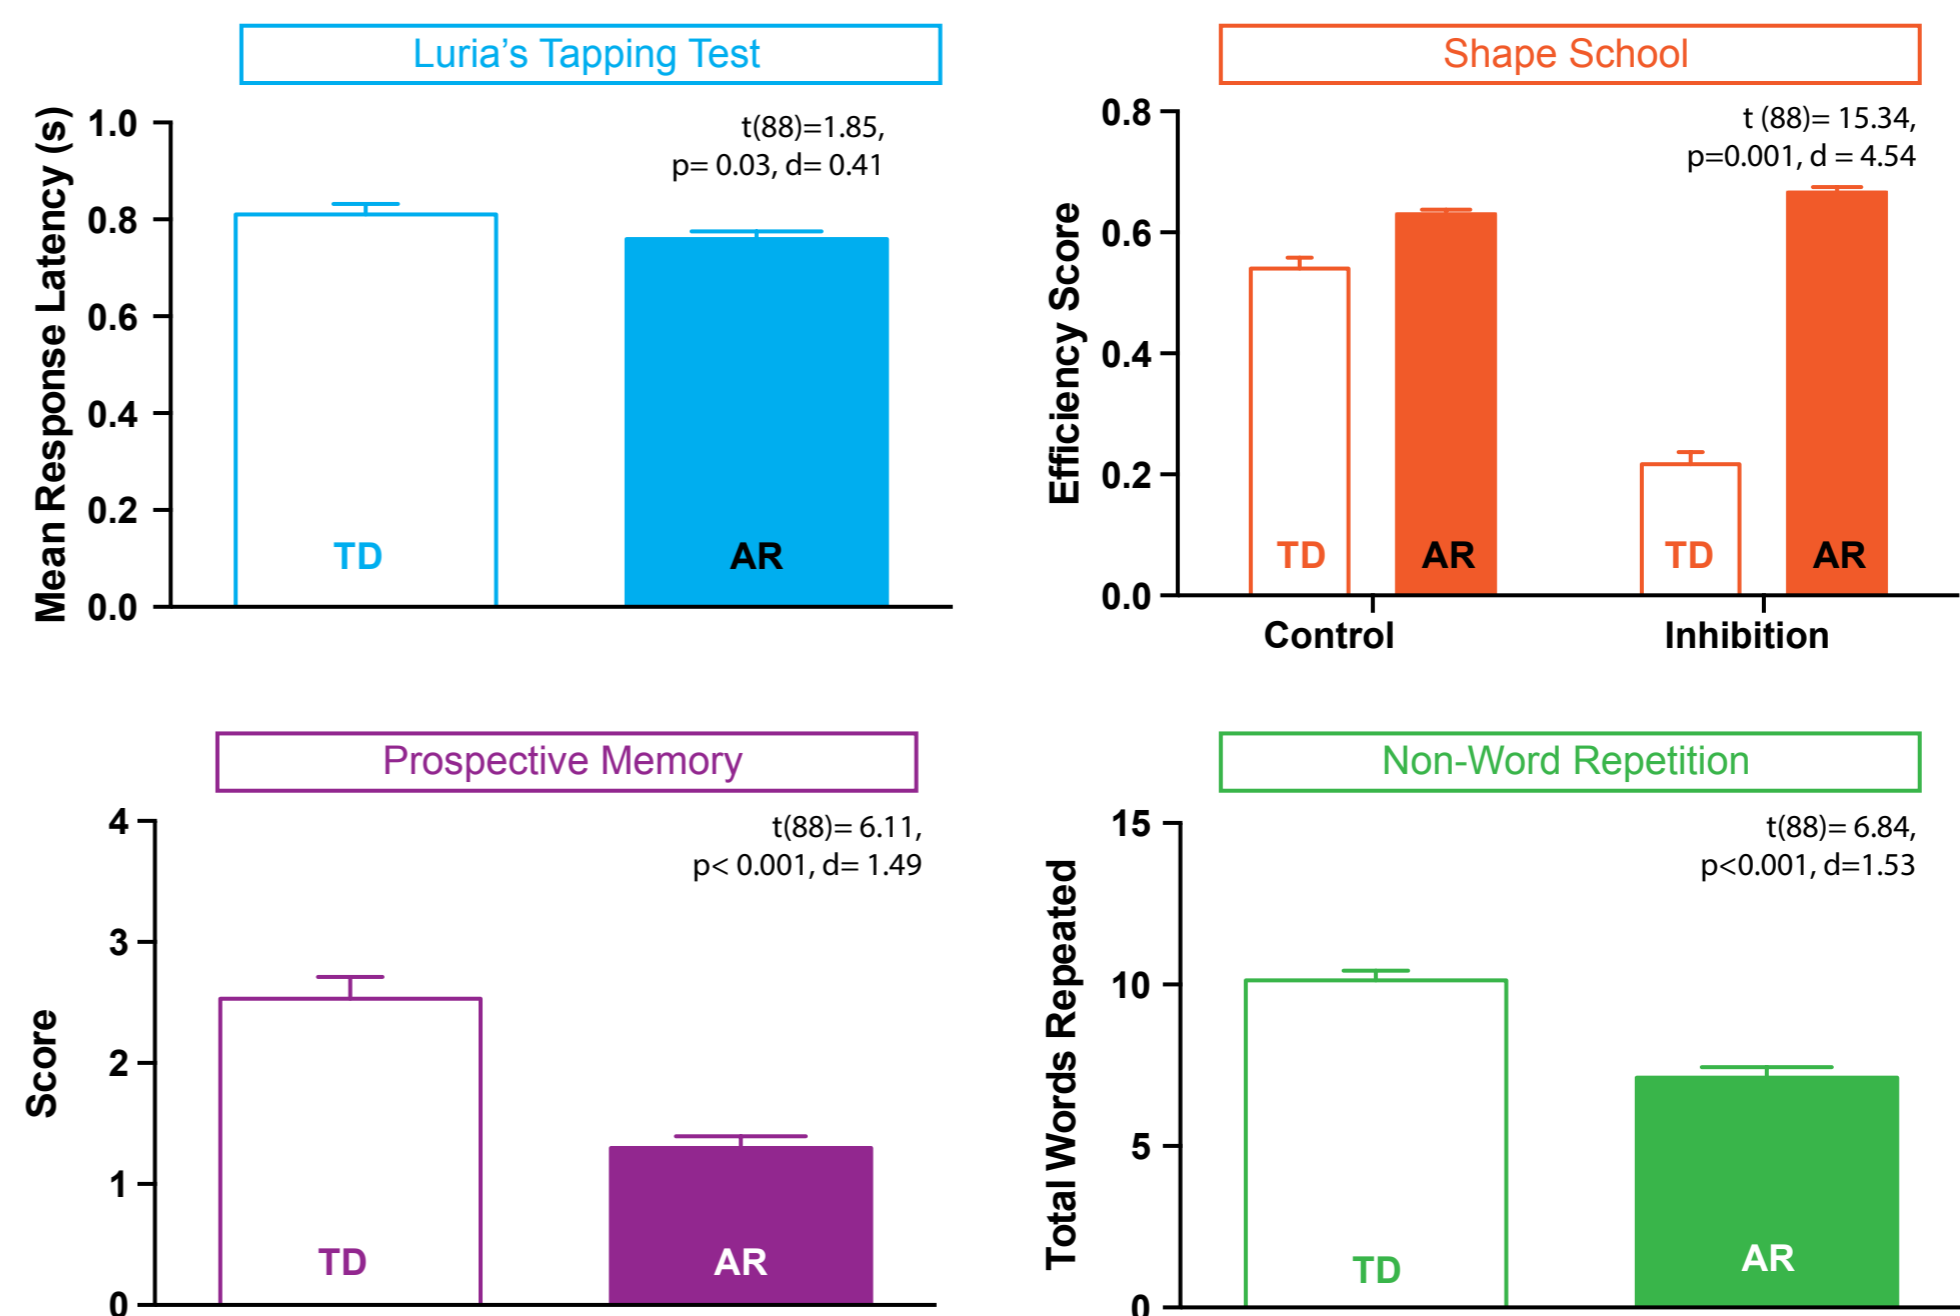 Luria's Tapping Test
t(88)=1.85,
p= 0.03, d= 0.41
Mean Response Latency (s)
1.0
0.8
0.6
0.4
0.2
0.0
TD
AR
Shape School
t (88)= 15.34,
p=0.001, d = 4.54
Efficiency Score
0.8
0.6
0.4
0.2
0.0
TD
AR
TD
AR
Control
Inhibition
Prospective Memory
t(88)= 6.11,
p< 0.001, d= 1.49
Score
4
3
2
1
0
TD
AR
Non-Word Repetition
t(88)= 6.84,
p<0.001, d=1.53
Total Words Repeated
15
10
5
0
TD
AR